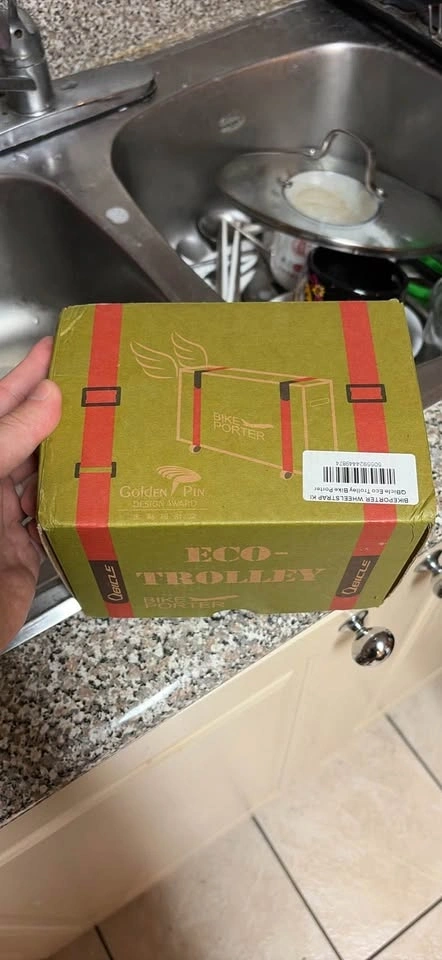 BIKE
PORTER
Golden Pin
DESIGN AWARD
BIKEPORTER WHEELSTRAP KI
QBicle Eco Trolley Bike-Porter
ECO-
TROLLEY
BIKE
PORTER
QBICLE
QBICLE